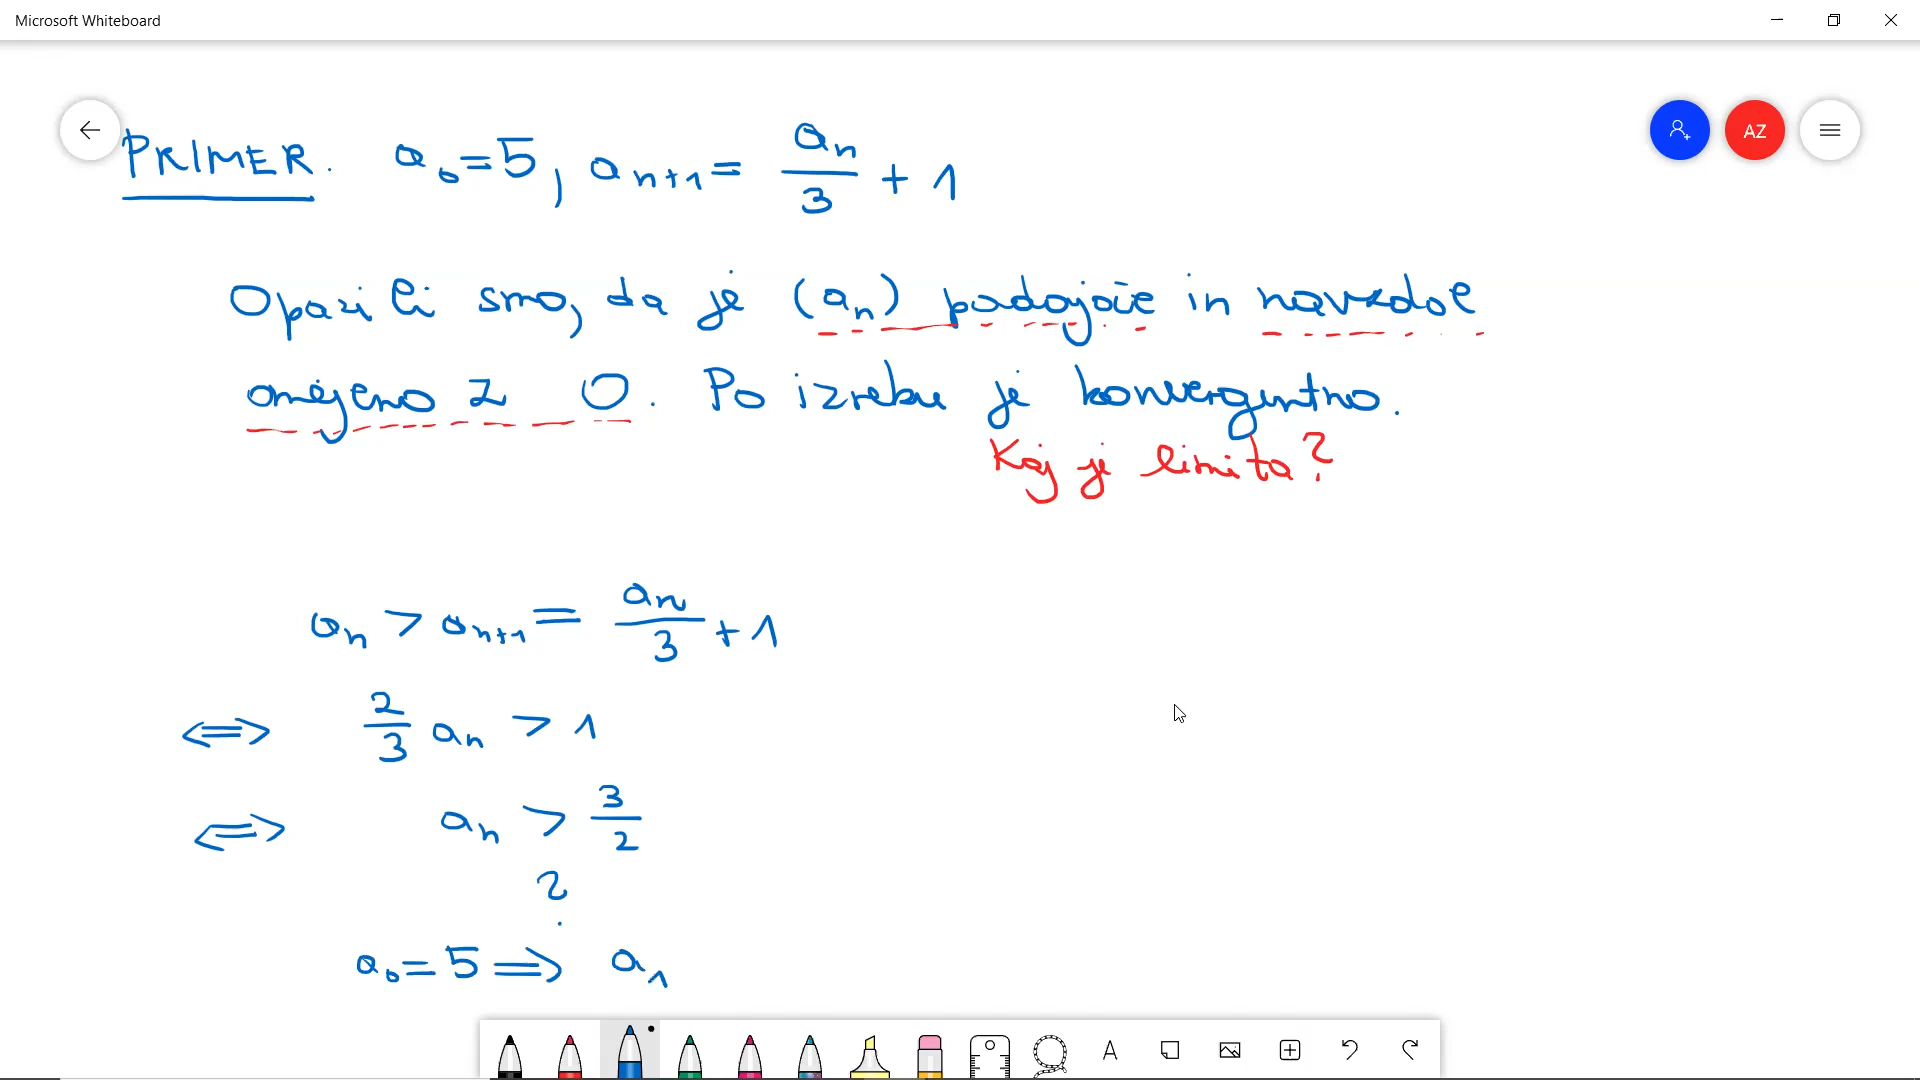 Microsoft Whiteboard
AZ
PRIMER. a₀=5, aₙ₊₁ = aₙ/3 + 1
Opazili smo, da je (aₙ) padajoče in navzdol
omejeno z 0. Po izreku je konvergentno.
Kaj je limita?
aₙ > aₙ₊₁ = aₙ/3 + 1
⟺ 2/3 aₙ > 1
⟺ aₙ > 3/2
?
a₀ = 5 ⟹ a₁
A